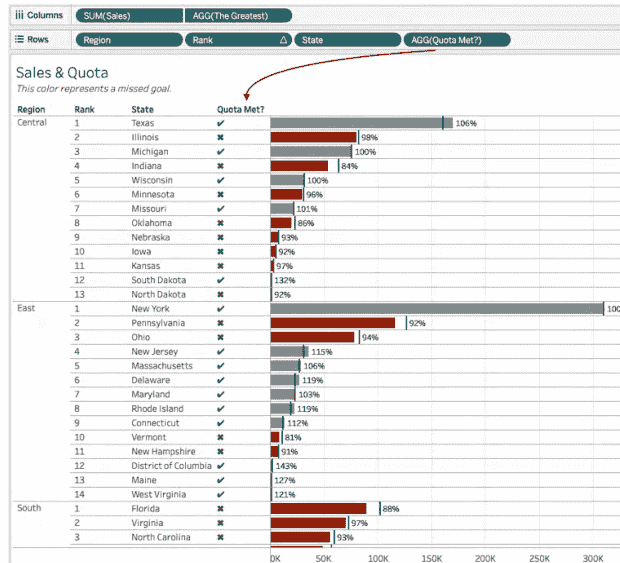 Columns SUM(Sales) AGG(The Greatest)
Rows Region Rank State AGG(Quota Met?)
Sales & Quota
This color represents a missed goal.
Region Rank State Quota Met?
Central 1 Texas ✔ 106%
2 Illinois ✖ 98%
3 Michigan ✔ 100%
4 Indiana ✖ 84%
5 Wisconsin ✔ 100%
6 Minnesota ✖ 96%
7 Missouri ✔ 101%
8 Oklahoma ✖ 86%
9 Nebraska ✖ 93%
10 Iowa ✖ 92%
11 Kansas ✖ 97%
12 South Dakota ✔ 132%
13 North Dakota ✖ 92%
East 1 New York ✔ 100
2 Pennsylvania ✖ 92%
3 Ohio ✖ 94%
4 New Jersey ✔ 115%
5 Massachusetts ✔ 106%
6 Delaware ✔ 119%
7 Maryland ✔ 103%
8 Rhode Island ✔ 119%
9 Connecticut ✔ 112%
10 Vermont ✖ 81%
11 New Hampshire ✖ 91%
12 District of Columbia ✔ 143%
13 Maine ✔ 127%
14 West Virginia ✔ 121%
South 1 Florida ✖ 88%
2 Virginia ✖ 97%
3 North Carolina ✖ 93%
0K 50K 100K 150K 200K 250K 300K